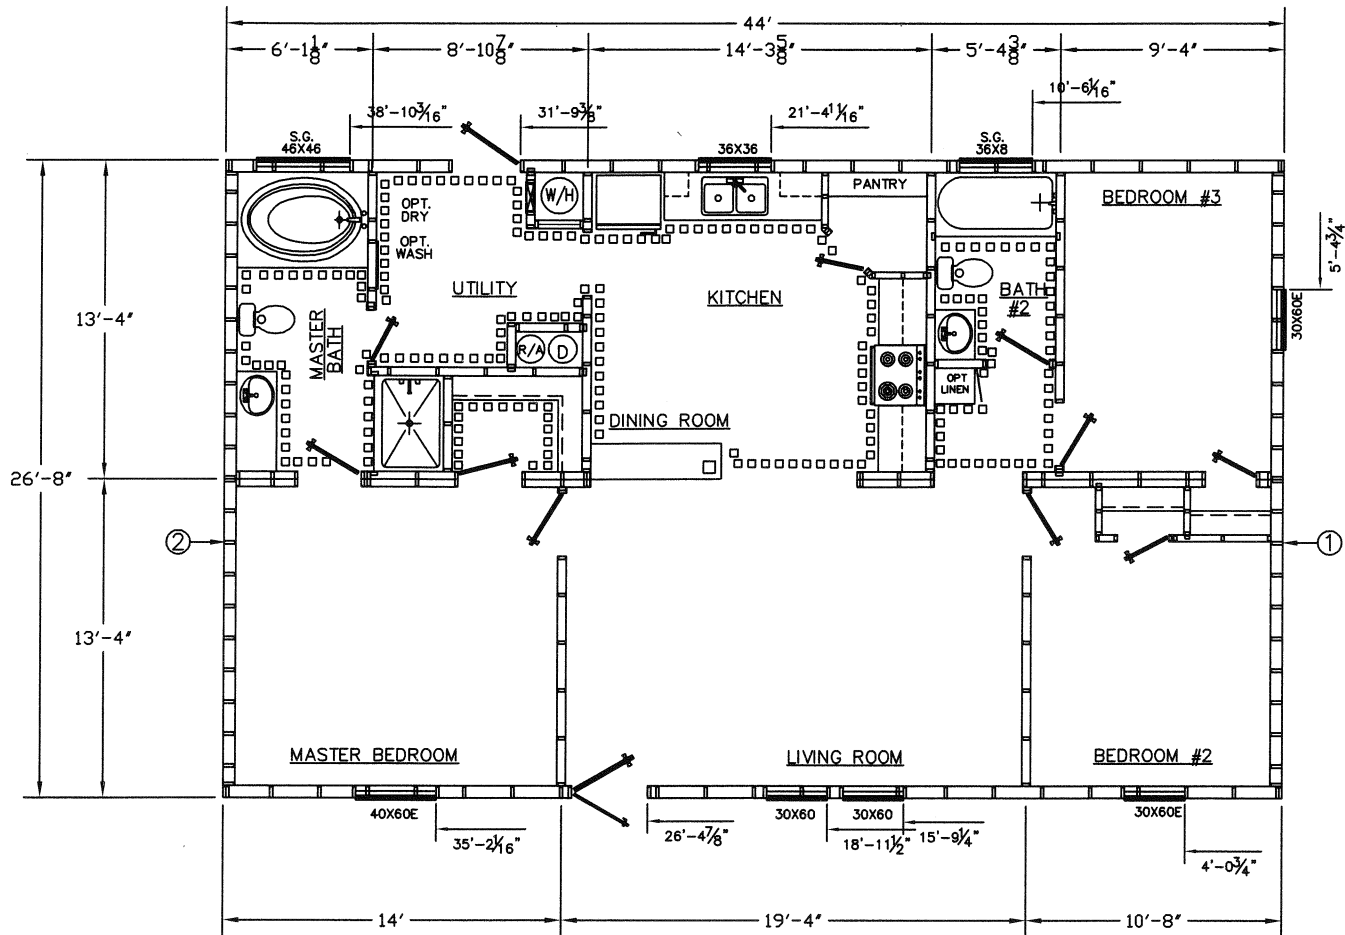 44'
6'-1 1/8"
8'-10 7/8"
14'-3 5/8"
5'-4 3/8"
9'-4"
38'-10 3/16"
31'-9 3/8"
21'-4 11/16"
10'-6 1/16"
S.G.
46X46
36X36
S.G.
36X8
OPT.
DRY
W/H
PANTRY
BEDROOM #3
OPT.
WASH
5'-4 3/4"
UTILITY
KITCHEN
BATH
#2
30X60E
13'-4"
MASTER
BATH
R/A
D
OPT
LINEN
DINING ROOM
26'-8"
2
1
13'-4"
MASTER BEDROOM
LIVING ROOM
BEDROOM #2
40X60E
30X60
30X60
30X60E
35'-2 1/16"
26'-4 7/8"
18'-11 1/2"
15'-9 1/4"
4'-0 3/4"
14'
19'-4"
10'-8"